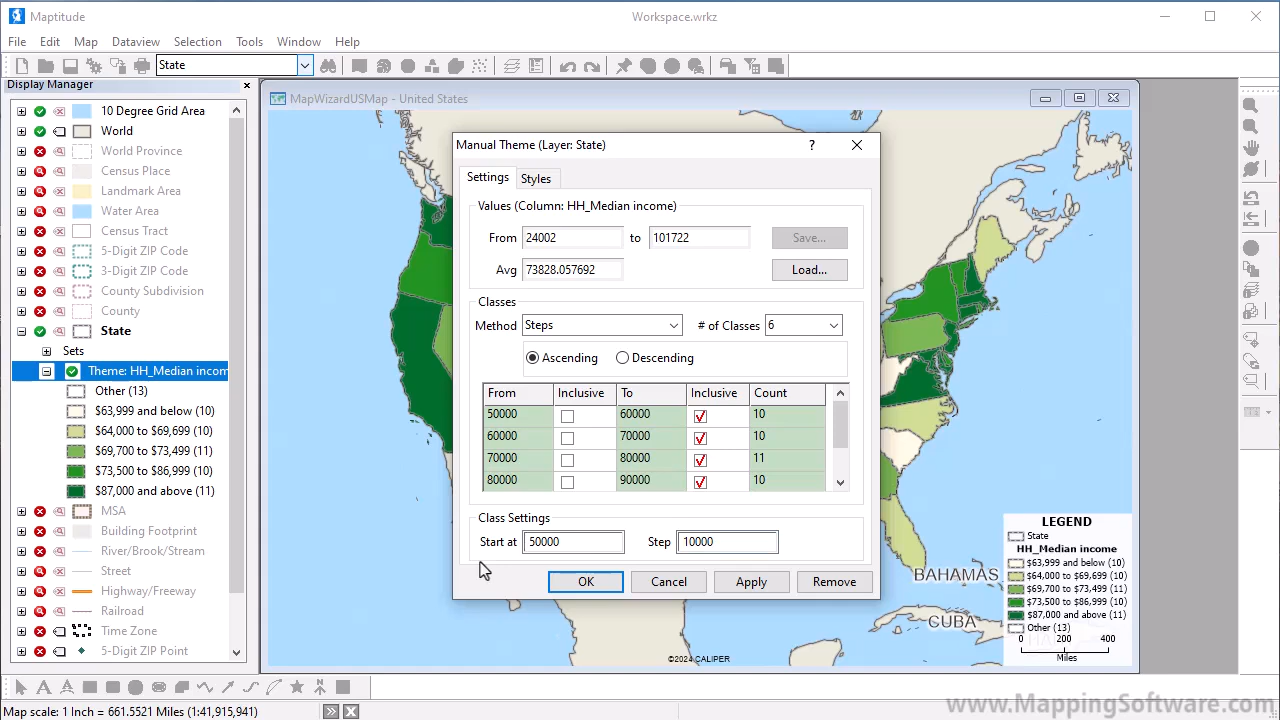 Maptitude
Workspace.wrkz
File Edit Map Dataview Selection Tools Window Help
State
Display Manager
10 Degree Grid Area
World
World Province
Census Place
Landmark Area
Water Area
Census Tract
5-Digit ZIP Code
3-Digit ZIP Code
County Subdivision
County
State
Sets
Theme: HH_Median incom
Other (13)
$63,999 and below (10)
$64,000 to $69,699 (10)
$69,700 to $73,499 (11)
$73,500 to $86,999 (10)
$87,000 and above (11)
MSA
Building Footprint
River/Brook/Stream
Street
Highway/Freeway
Railroad
Time Zone
5-Digit ZIP Point
MapWizardUSMap - United States
Manual Theme (Layer: State)
Settings Styles
Values (Column: HH_Median income)
From 24002 to 101722 Save...
Avg 73828.057692 Load...
Classes
Method Steps # of Classes 6
Ascending Descending
From Inclusive To Inclusive Count
50000 60000 10
60000 70000 10
70000 80000 11
80000 90000 10
Class Settings
Start at 50000 Step 10000
OK Cancel Apply Remove
BAHAMAS
CUBA
LEGEND
State
HH_Median income
$63,999 and below (10)
$64,000 to $69,699 (10)
$69,700 to $73,499 (11)
$73,500 to $86,999 (10)
$87,000 and above (11)
Other (13)
0 200 400
Miles
©2024 CALIPER
Map scale: 1 Inch = 661.5521 Miles (1:41,915,941)
www.MappingSoftware.com